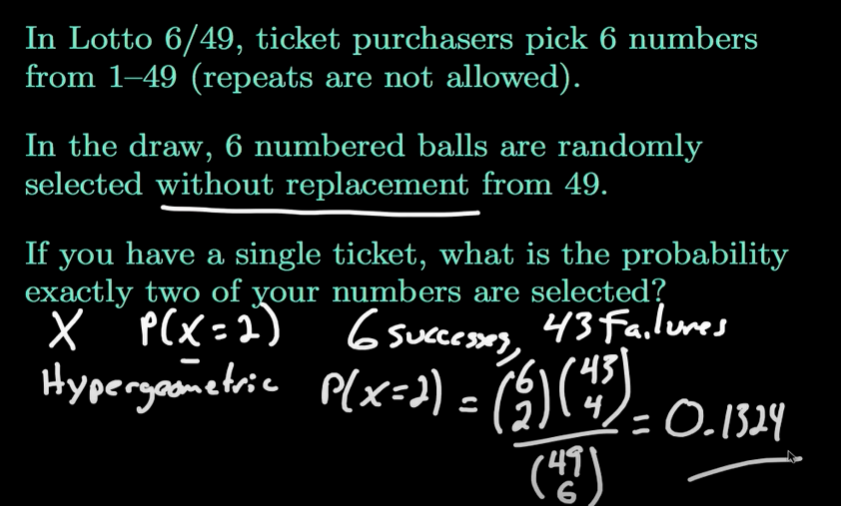 In Lotto 6/49, ticket purchasers pick 6 numbers
from 1–49 (repeats are not allowed).
In the draw, 6 numbered balls are randomly
selected without replacement from 49.
If you have a single ticket, what is the probability
exactly two of your numbers are selected?
X P(X=2) 6 successes, 43 Failures
Hypergeometric P(X=2) = (6 2)(43 4) / (49 6) = 0.1324